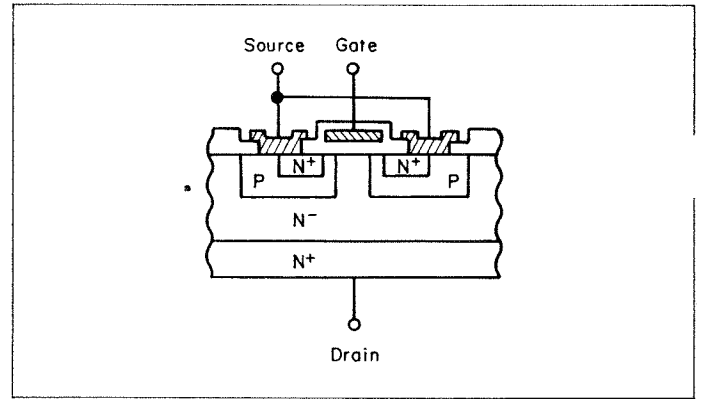 Source Gate
N⁺ N⁺
P P
N⁻
N⁺
Drain